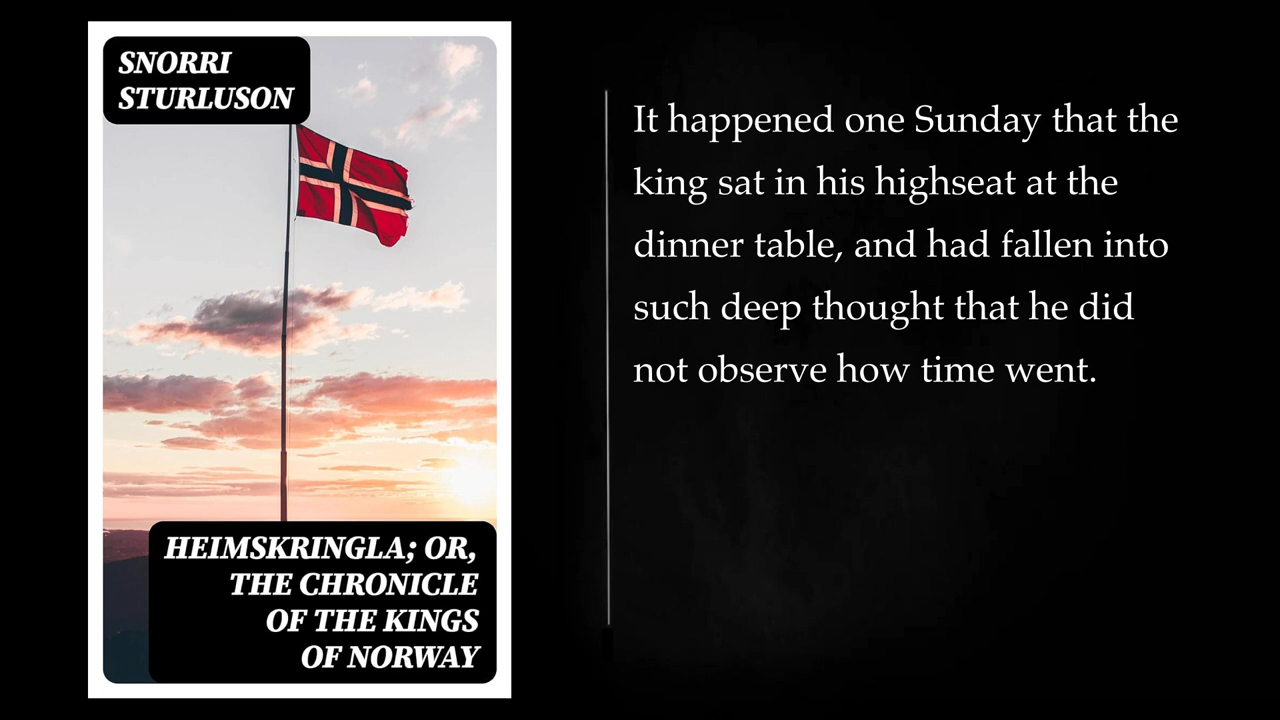 SNORRI
STURLUSON
HEIMSKRINGLA; OR,
THE CHRONICLE
OF THE KINGS
OF NORWAY
It happened one Sunday that the
king sat in his highseat at the
dinner table, and had fallen into
such deep thought that he did
not observe how time went.